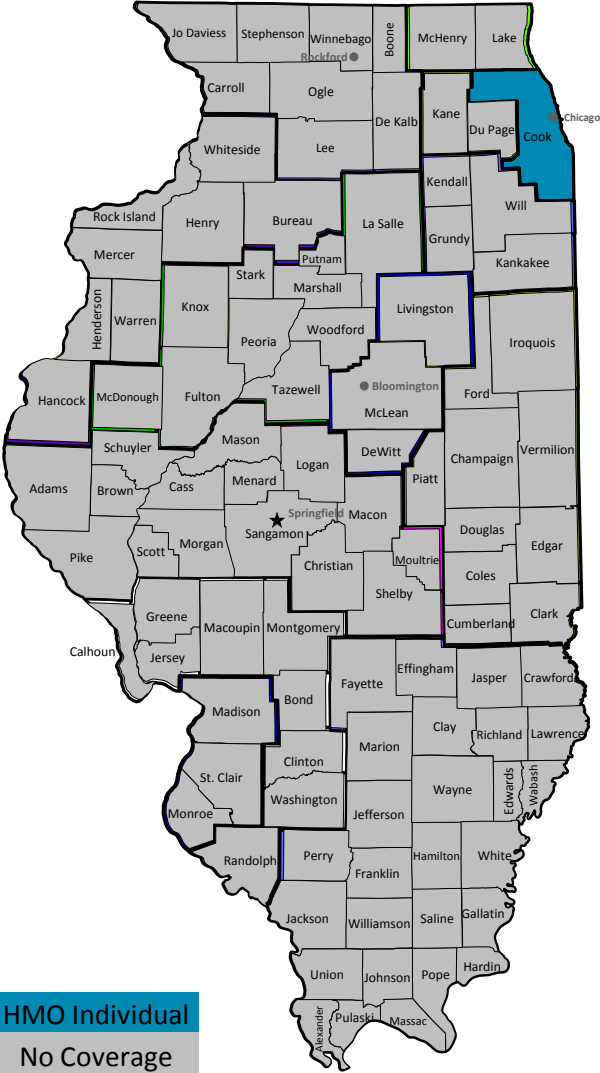 Jo Daviess
Stephenson
Winnebago
Boone
McHenry
Lake
Rockford
Carroll
Ogle
De Kalb
Kane
Du Page
Cook
Chicago
Whiteside
Lee
Kendall
Will
Rock Island
Henry
Bureau
La Salle
Grundy
Mercer
Putnam
Kankakee
Stark
Marshall
Henderson
Warren
Knox
Livingston
Peoria
Woodford
Iroquois
Hancock
McDonough
Fulton
Tazewell
Bloomington
McLean
Ford
Schuyler
Mason
Logan
DeWitt
Champaign
Vermilion
Adams
Brown
Cass
Menard
Piatt
Springfield
Macon
Sangamon
Douglas
Edgar
Pike
Scott
Morgan
Christian
Moultrie
Coles
Shelby
Greene
Macoupin
Montgomery
Cumberland
Clark
Calhoun
Jersey
Effingham
Jasper
Crawford
Fayette
Madison
Bond
Clay
Richland
Lawrence
Marion
Clinton
St. Clair
Wayne
Edwards
Wabash
Washington
Monroe
Jefferson
Randolph
Perry
Hamilton
White
Franklin
Jackson
Williamson
Saline
Gallatin
Union
Johnson
Pope
Hardin
Alexander
Pulaski
Massac
HMO Individual
No Coverage